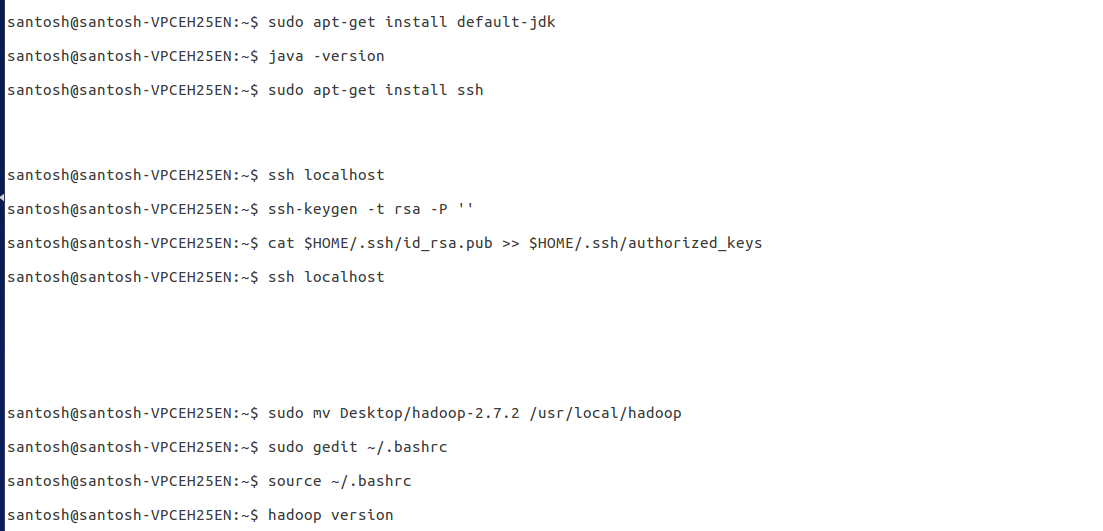 santosh@santosh-VPCEH25EN:~$ sudo apt-get install default-jdk
santosh@santosh-VPCEH25EN:~$ java -version
santosh@santosh-VPCEH25EN:~$ sudo apt-get install ssh
santosh@santosh-VPCEH25EN:~$ ssh localhost
santosh@santosh-VPCEH25EN:~$ ssh-keygen -t rsa -P ''
santosh@santosh-VPCEH25EN:~$ cat $HOME/.ssh/id_rsa.pub >> $HOME/.ssh/authorized_keys
santosh@santosh-VPCEH25EN:~$ ssh localhost
santosh@santosh-VPCEH25EN:~$ sudo mv Desktop/hadoop-2.7.2 /usr/local/hadoop
santosh@santosh-VPCEH25EN:~$ sudo gedit ~/.bashrc
santosh@santosh-VPCEH25EN:~$ source ~/.bashrc
santosh@santosh-VPCEH25EN:~$ hadoop version